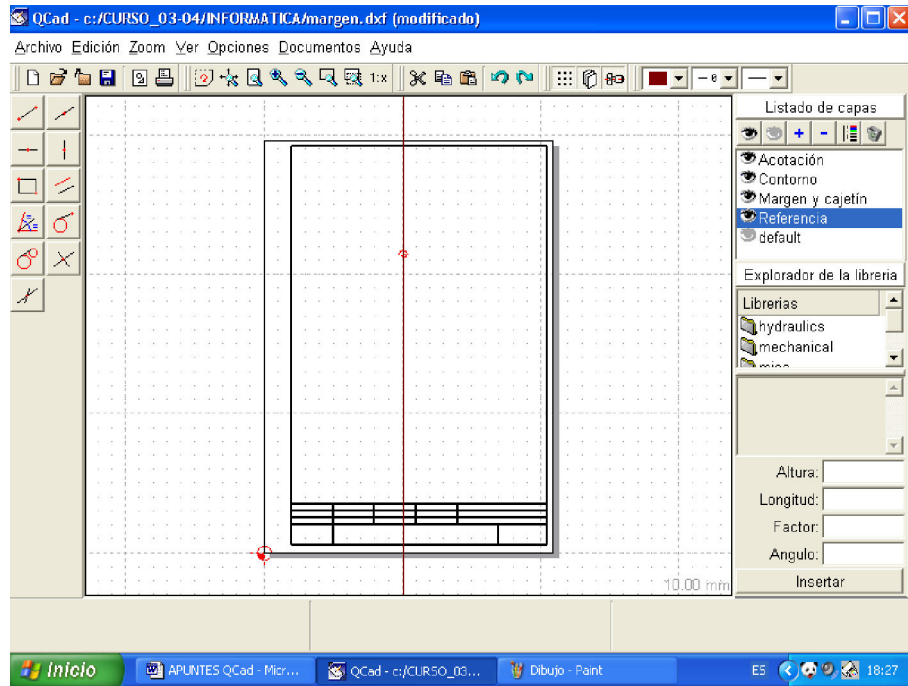 QCad - c:/CURSO_03-04/INFORMATICA/margen.dxf (modificado)
Archivo Edición Zoom Ver Opciones Documentos Ayuda
1:x
Listado de capas
Acotación
Contorno
Margen y cajetín
Referencia
default
Explorador de la libreria
Librerias
hydraulics
mechanical
Altura:
Longitud:
Factor:
Angulo:
Insertar
10.00 mm
Inicio
APUNTES QCad - Micr...
QCad - c:/CURSO_03...
Dibujo - Paint
ES
18:27